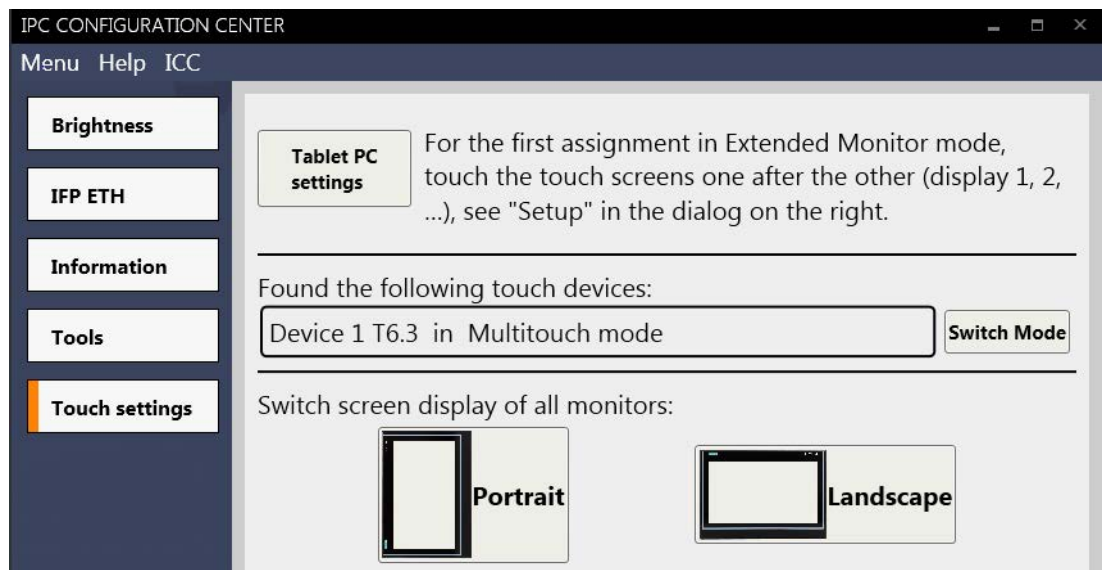 IPC CONFIGURATION CENTER
Menu Help ICC
Brightness
IFP ETH
Information
Tools
Touch settings
Tablet PC
settings
For the first assignment in Extended Monitor mode,
touch the touch screens one after the other (display 1, 2,
...), see "Setup" in the dialog on the right.
Found the following touch devices:
Device 1 T6.3 in Multitouch mode
Switch Mode
Switch screen display of all monitors:
Portrait
Landscape